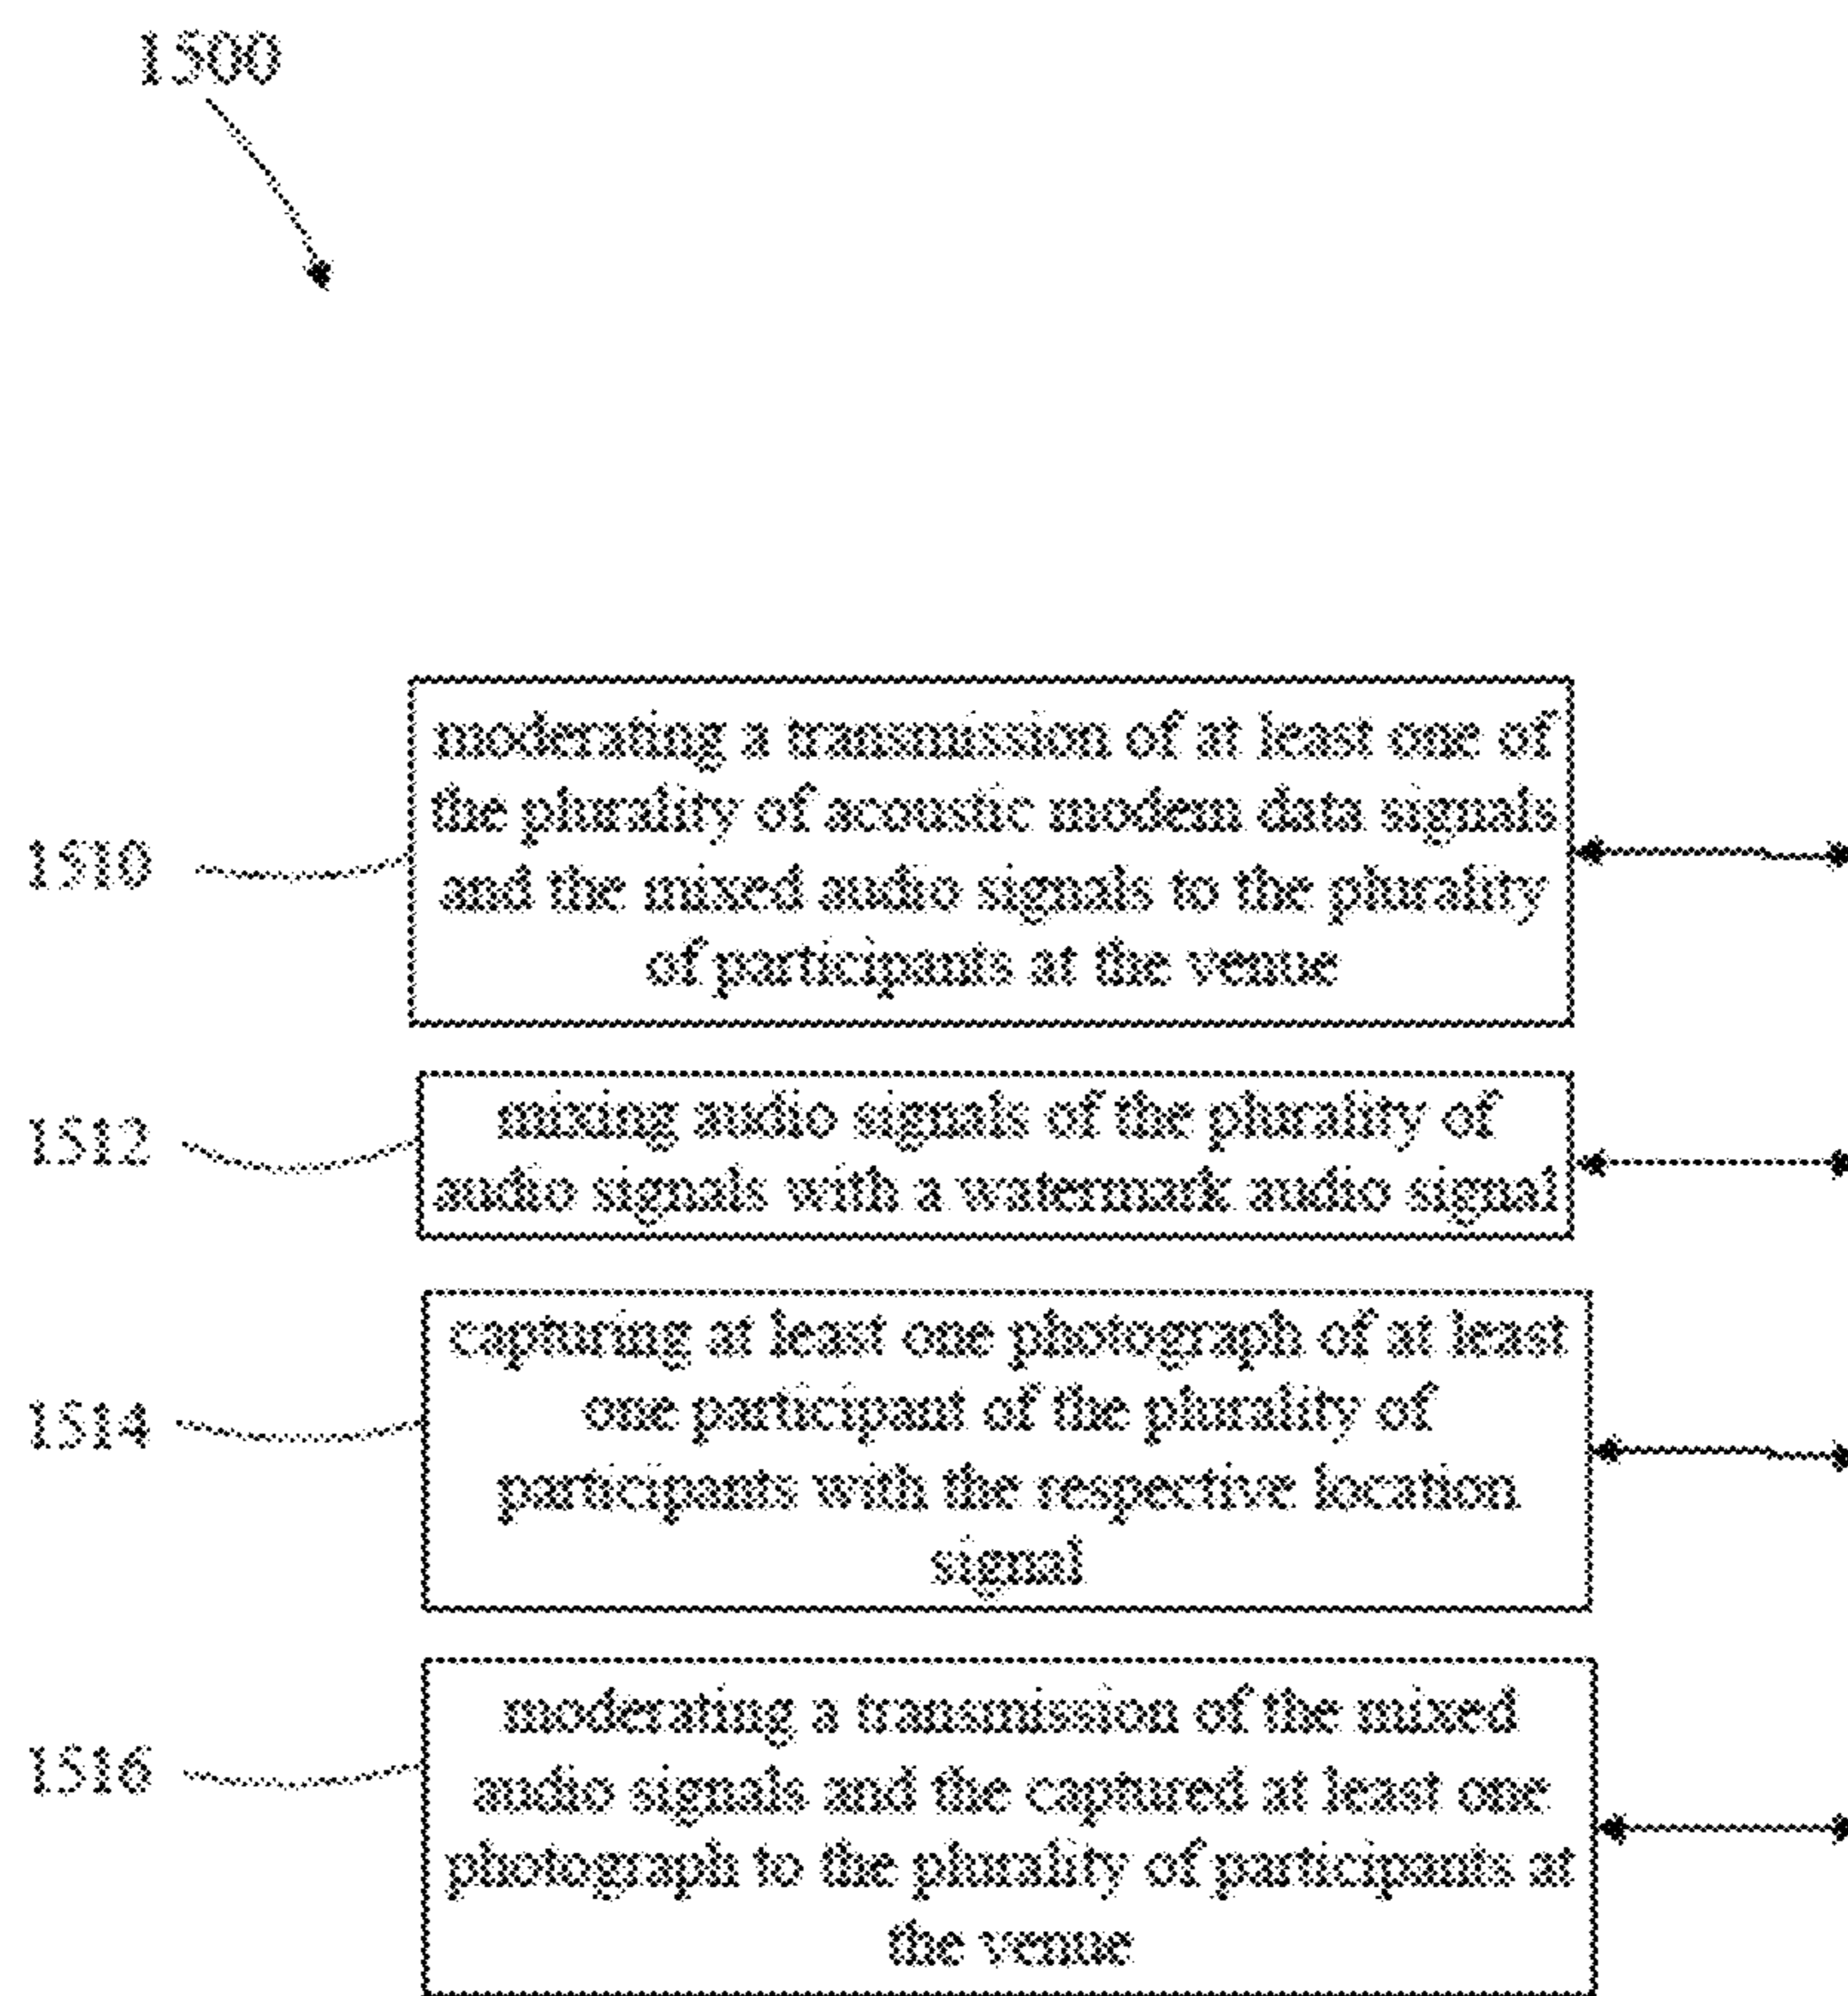 1500
moderating a transmission of at least one of
the plurality of acoustic modem data signals
and the mixed audio signals to the plurality
of participants at the venue
1510
mixing audio signals of the plurality of
audio signals with a watermark audio signal
1512
capturing at least one photograph of at least
one participant of the plurality of
participants with the respective location
signal
1514
moderating a transmission of the mixed
audio signals and the captured at least one
photograph to the plurality of participants at
the venue
1516